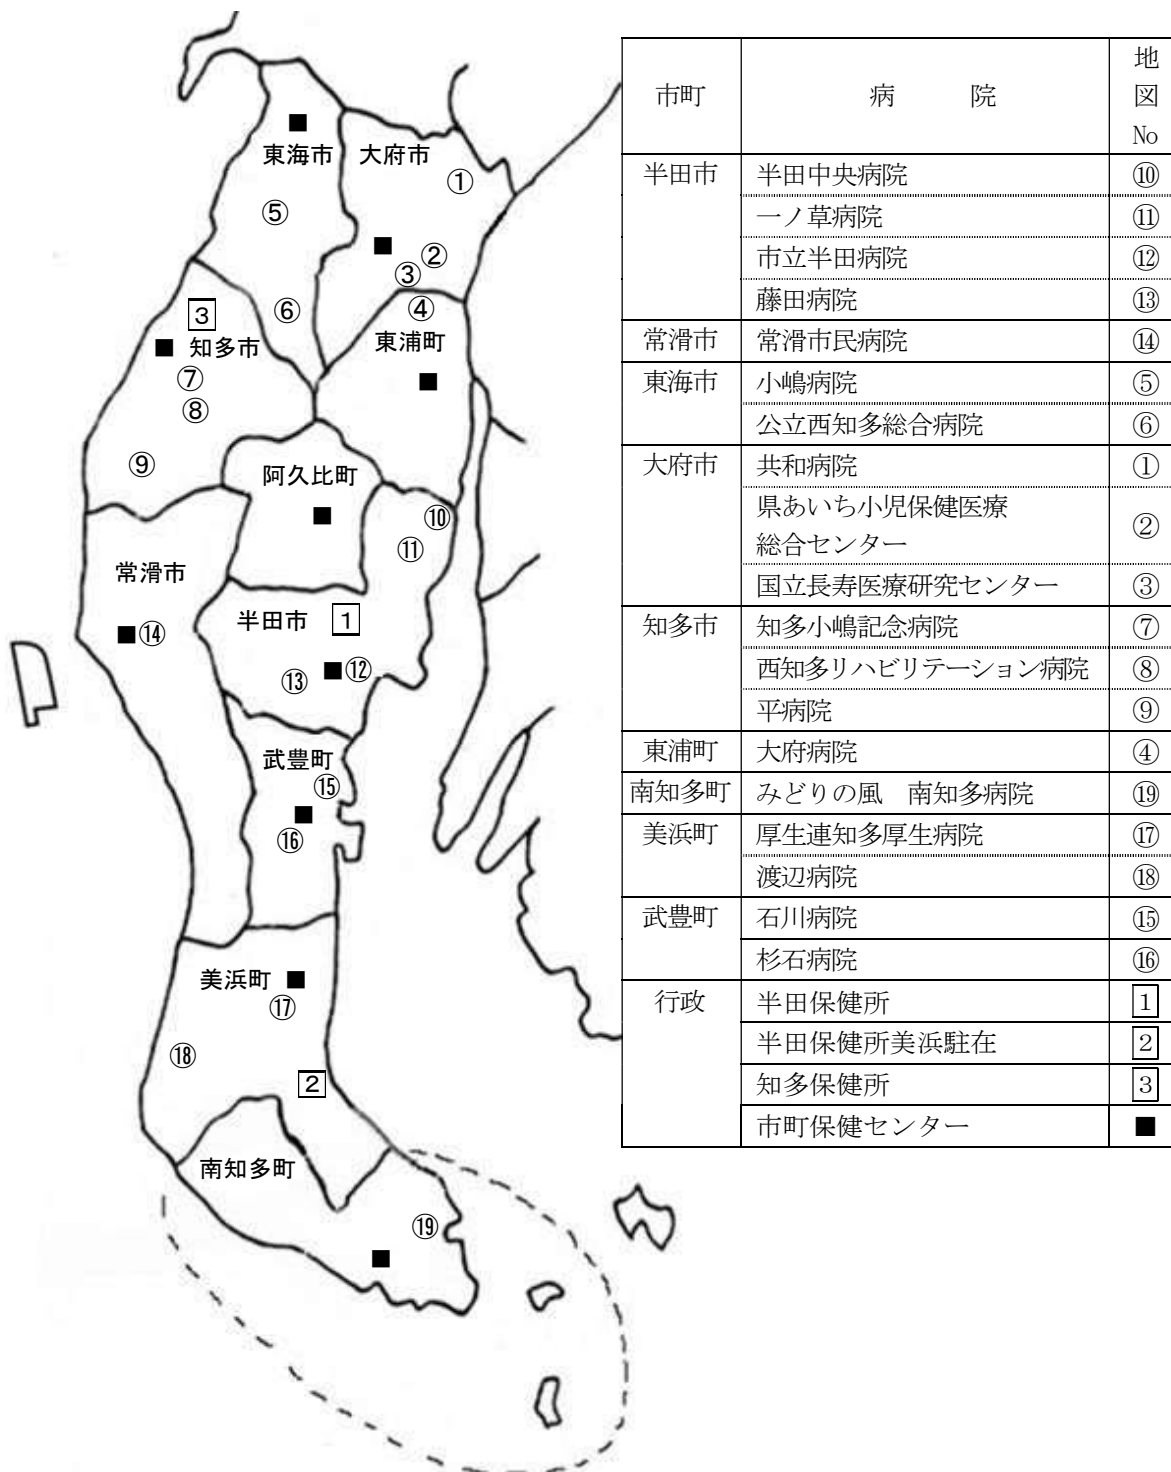 東海市 大府市
①
⑤
②
③
④
⑥
3
知多市
東浦町
⑦
⑧
⑨
阿久比町
⑩
⑪
常滑市
半田市 1
⑭
⑫
⑬
武豊町
⑮
⑯
美浜町
⑰
⑱
2
南知多町
⑲
市町 病 院 地図No
半田市 半田中央病院 ⑩
一ノ草病院 ⑪
市立半田病院 ⑫
藤田病院 ⑬
常滑市 常滑市民病院 ⑭
東海市 小嶋病院 ⑤
公立西知多総合病院 ⑥
大府市 共和病院 ①
県あいち小児保健医療
総合センター ②
国立長寿医療研究センター ③
知多市 知多小嶋記念病院 ⑦
西知多リハビリテーション病院 ⑧
平病院 ⑨
東浦町 大府病院 ④
南知多町 みどりの風 南知多病院 ⑲
美浜町 厚生連知多厚生病院 ⑰
渡辺病院 ⑱
武豊町 石川病院 ⑮
杉石病院 ⑯
行政 半田保健所 1
半田保健所美浜駐在 2
知多保健所 3
市町保健センター ■